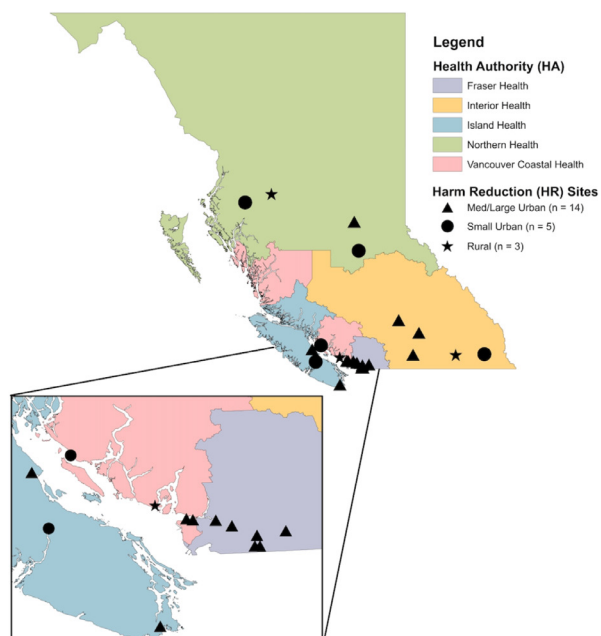 Legend
Health Authority (HA)
Fraser Health
Interior Health
Island Health
Northern Health
Vancouver Coastal Health
Harm Reduction (HR) Sites
Med/Large Urban (n = 14)
Small Urban (n = 5)
Rural (n = 3)